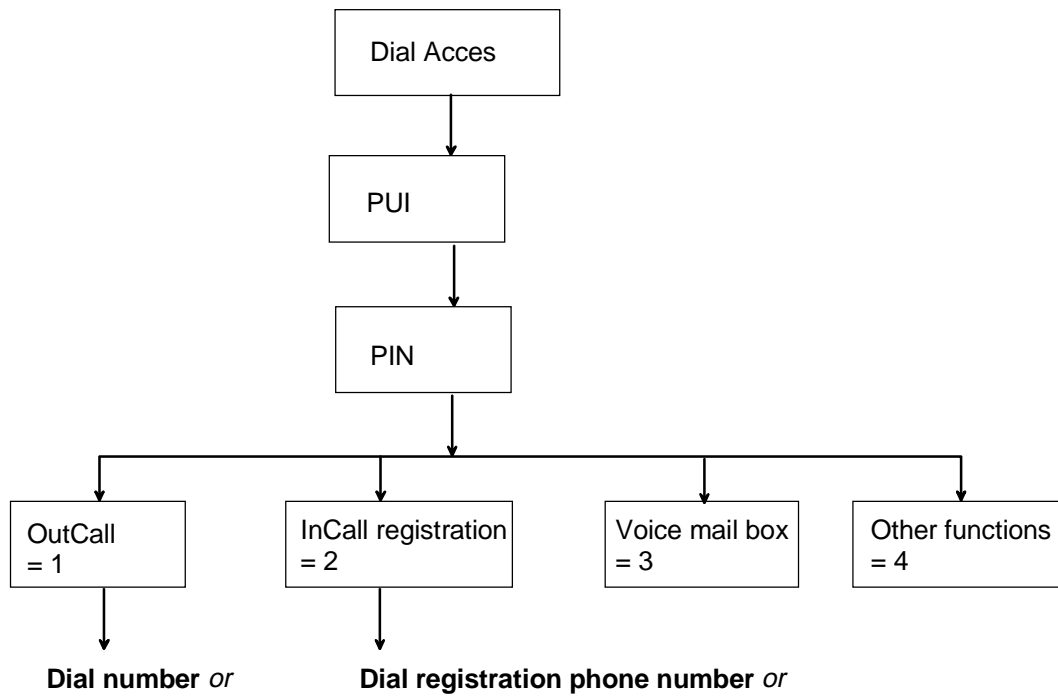 Dial Acces
PUI
PIN
OutCall
= 1
InCall registration
= 2
Voice mail box
= 3
Other functions
= 4
Dial number or
Dial registration phone number or